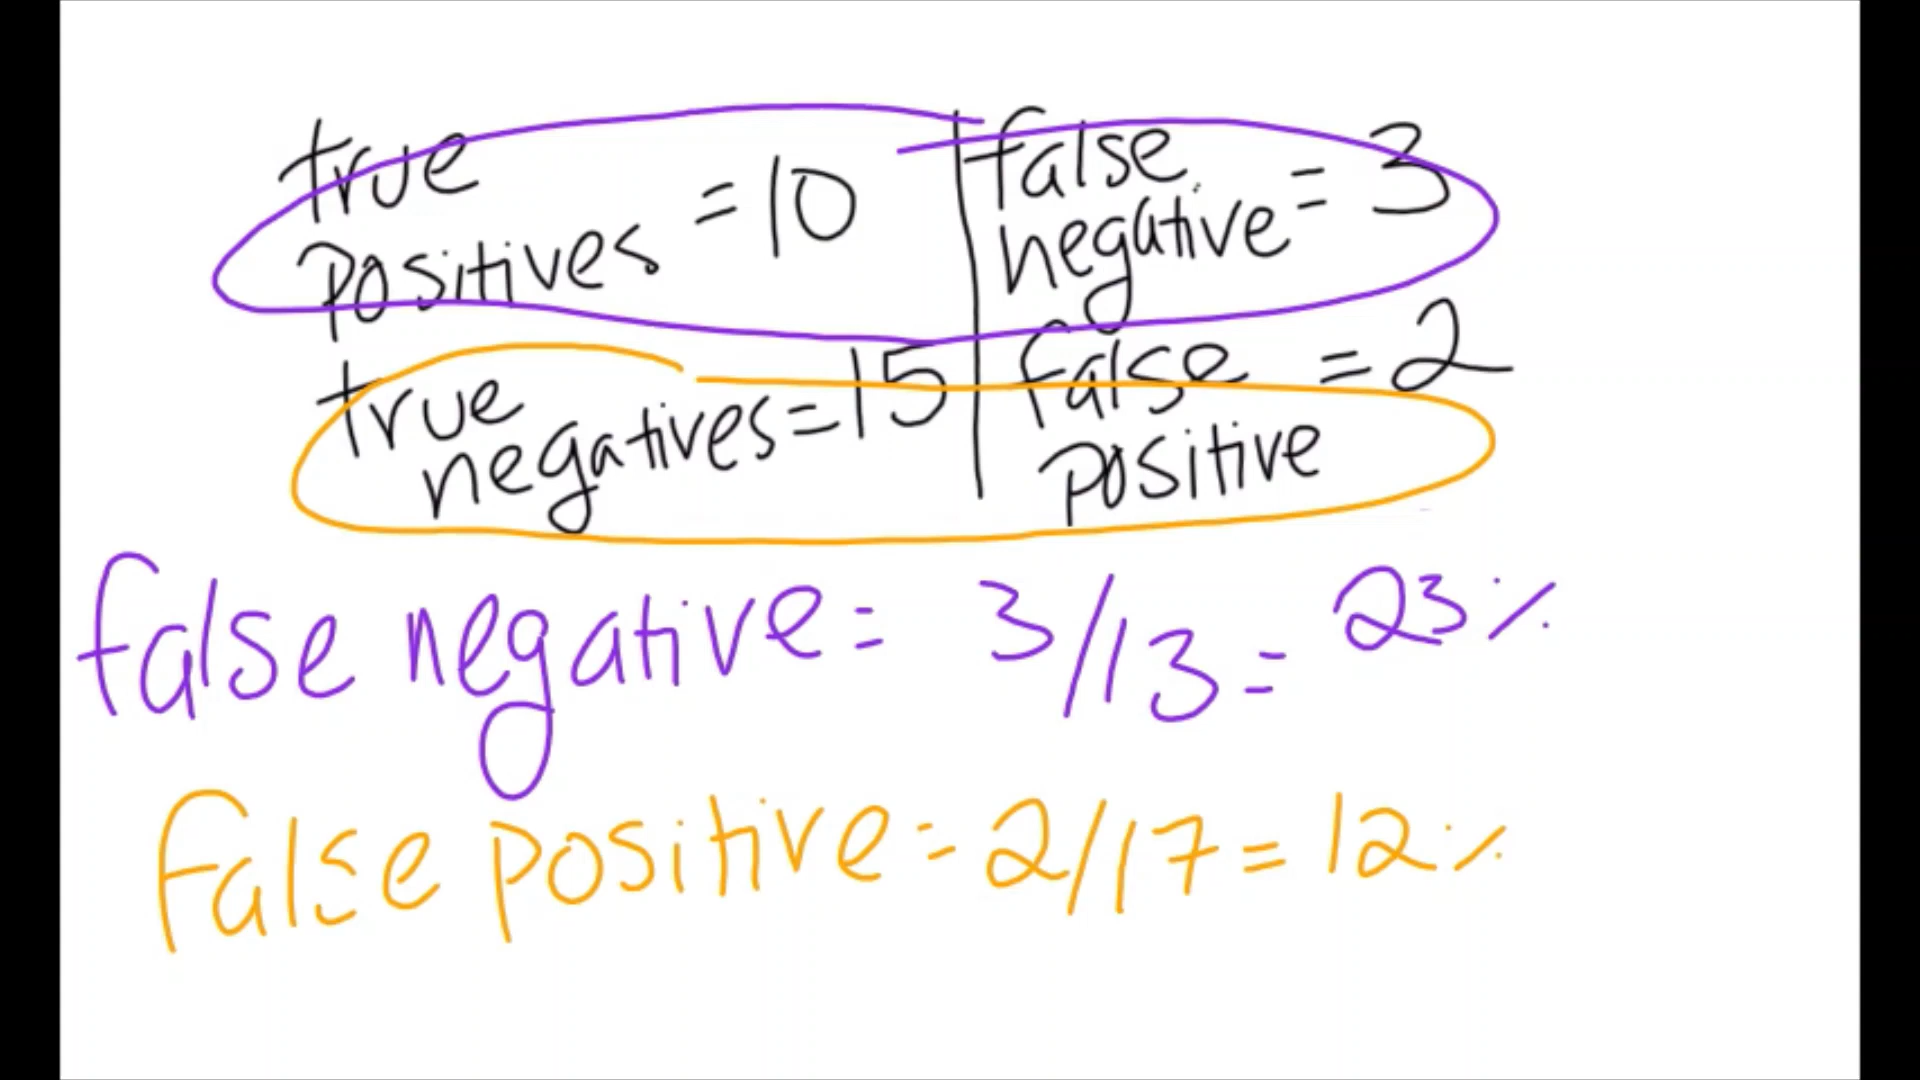 true positives = 10 | false negative = 3
true negatives = 15 | false positive = 2
false negative = 3/13 = 23%
false positive = 2/17 = 12%